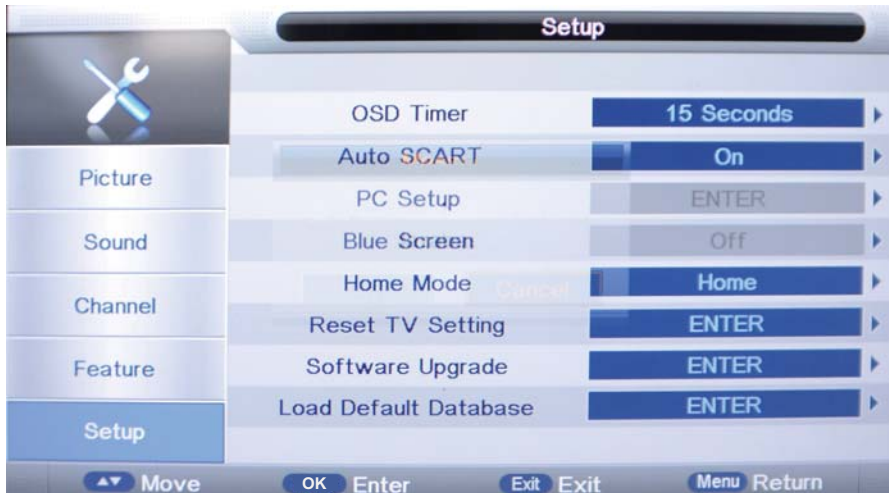 Setup
OSD Timer 15 Seconds
Auto SCART On
Picture
PC Setup ENTER
Sound
Blue Screen Off
Home Mode Home
Cancel
Channel
Reset TV Setting ENTER
Feature
Software Upgrade ENTER
Load Default Database ENTER
Setup
Move OK Enter Exit Exit Menu Return